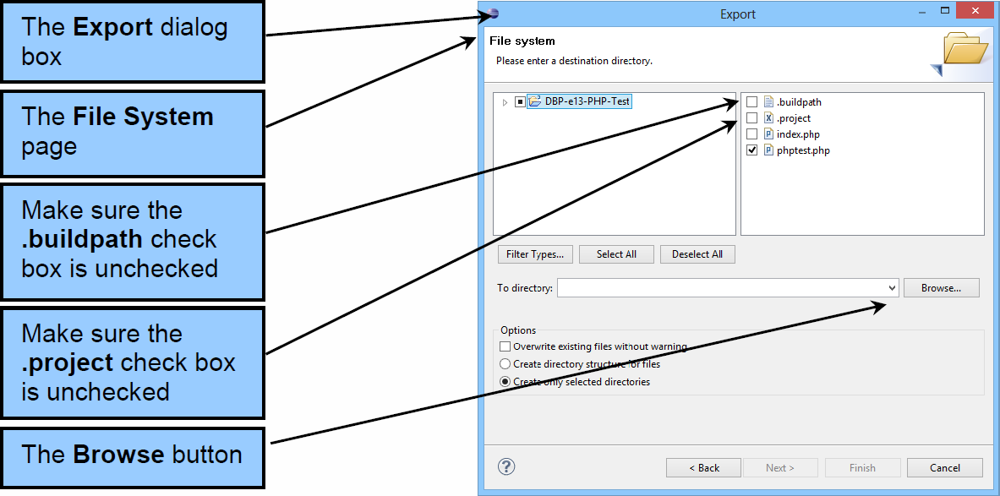 The Export dialog
box
The File System
page
Make sure the
.buildpath check
box is unchecked
Make sure the
.project check box
is unchecked
The Browse button
Export
File system
Please enter a destination directory.
DBP-e13-PHP-Test
.buildpath
.project
index.php
phptest.php
Filter Types... Select All Deselect All
To directory: Browse...
Options
Overwrite existing files without warning
Create directory structure for files
Create only selected directories
? < Back Next > Finish Cancel